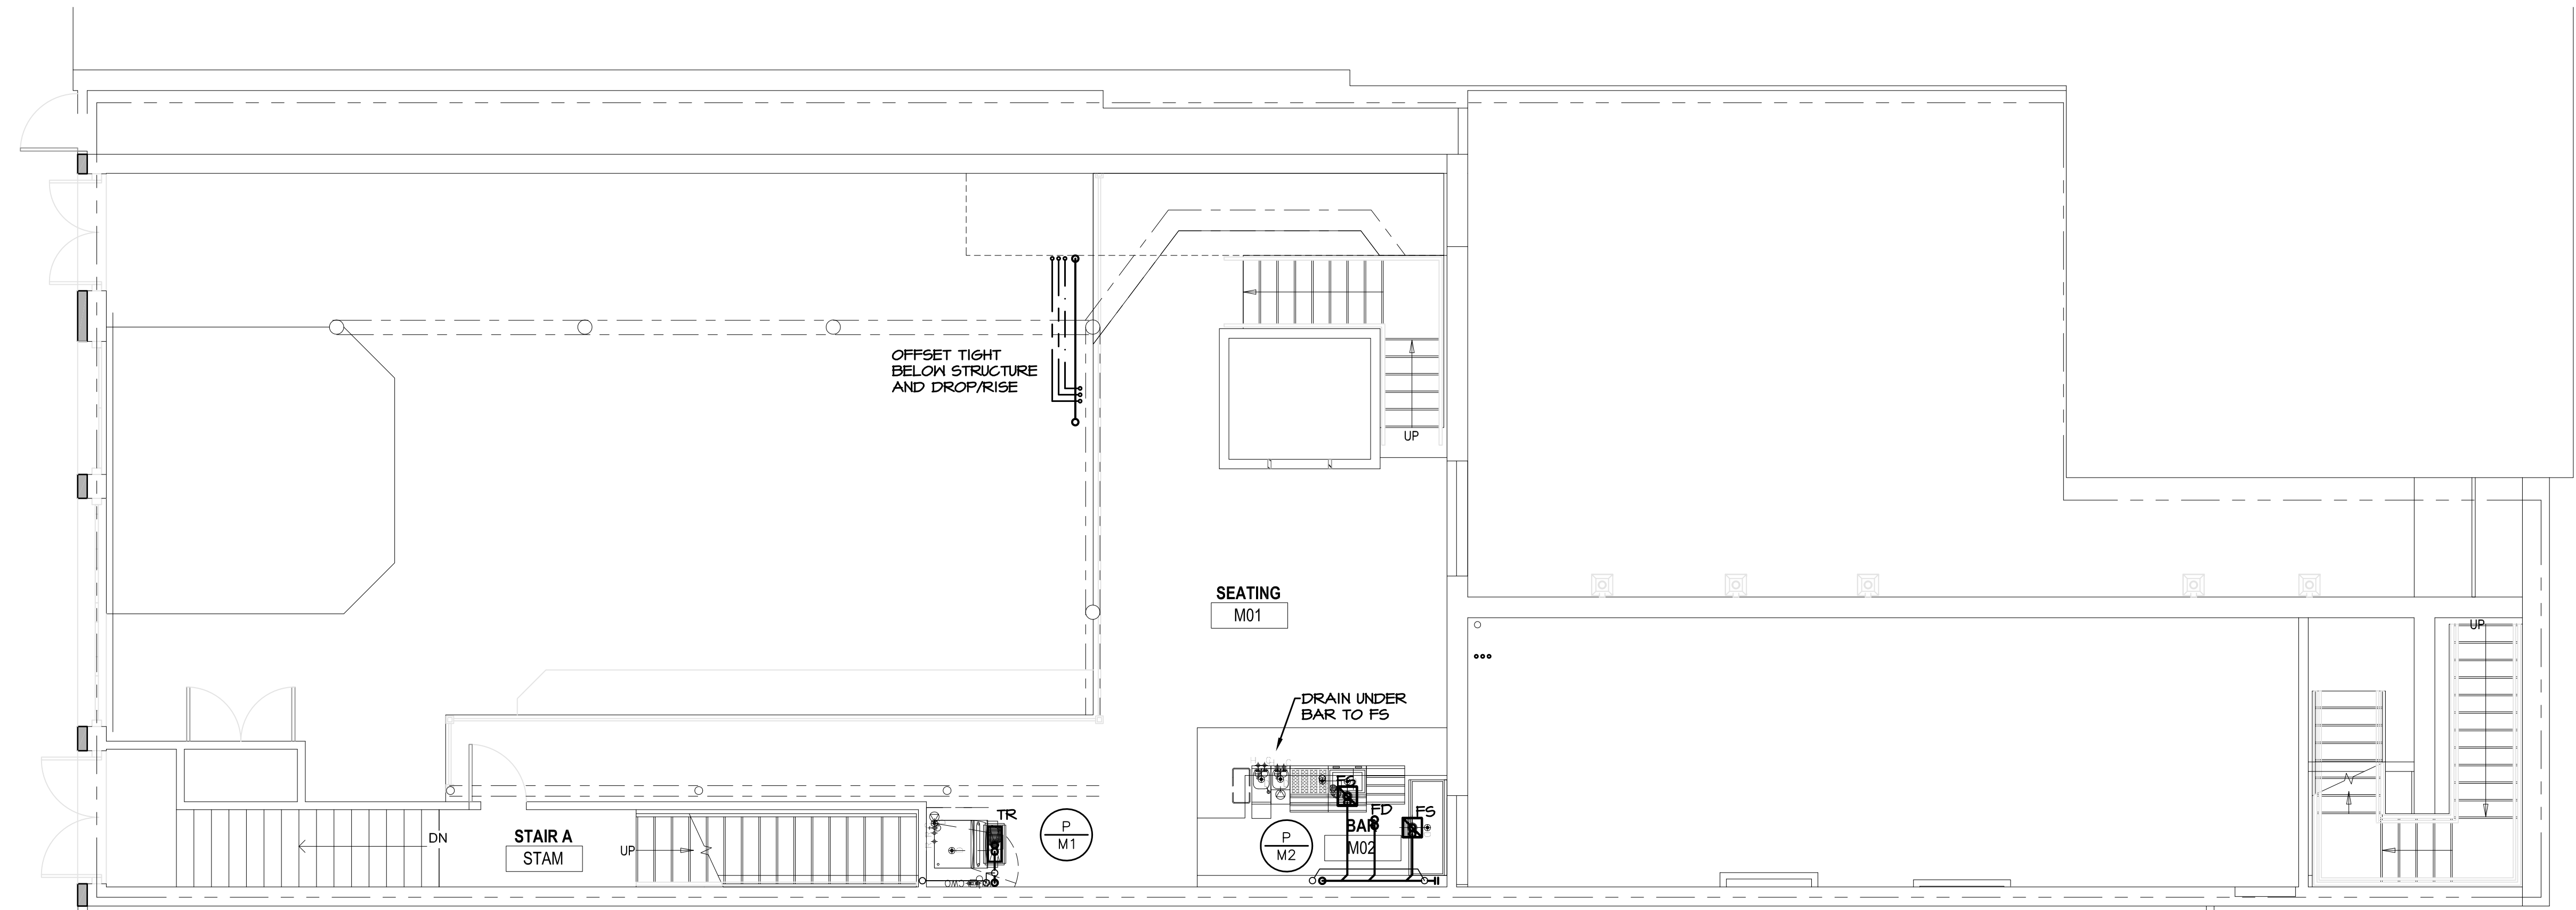 OFFSET TIGHT
BELOW STRUCTURE
AND DROP/RISE
UP
SEATING
M01
UP
DRAIN UNDER
BAR TO FS
FS
FD
FS
TR
P
M1
P
M2
BAR
M02
DN
STAIR A
STAM
UP
CWO